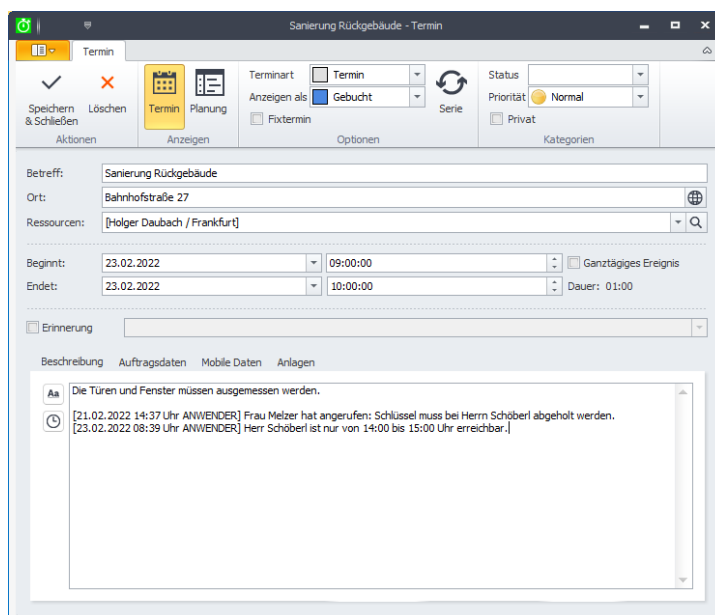 Sanierung Rückgebäude - Termin
Termin
Speichern
& Schließen
Löschen
Aktionen
Termin
Planung
Anzeigen
Terminart
Termin
Anzeigen als
Gebucht
Fixtermin
Serie
Optionen
Status
Priorität
Normal
Privat
Kategorien
Betreff:
Sanierung Rückgebäude
Ort:
Bahnhofstraße 27
Ressourcen:
[Holger Daubach / Frankfurt]
Beginnt:
23.02.2022
09:00:00
Ganztägiges Ereignis
Endet:
23.02.2022
10:00:00
Dauer: 01:00
Erinnerung
Beschreibung
Auftragsdaten
Mobile Daten
Anlagen
Aa
Die Türen und Fenster müssen ausgemessen werden.
[21.02.2022 14:37 Uhr ANWENDER] Frau Melzer hat angerufen: Schlüssel muss bei Herrn Schöberl abgeholt werden.
[23.02.2022 08:39 Uhr ANWENDER] Herr Schöberl ist nur von 14:00 bis 15:00 Uhr erreichbar.